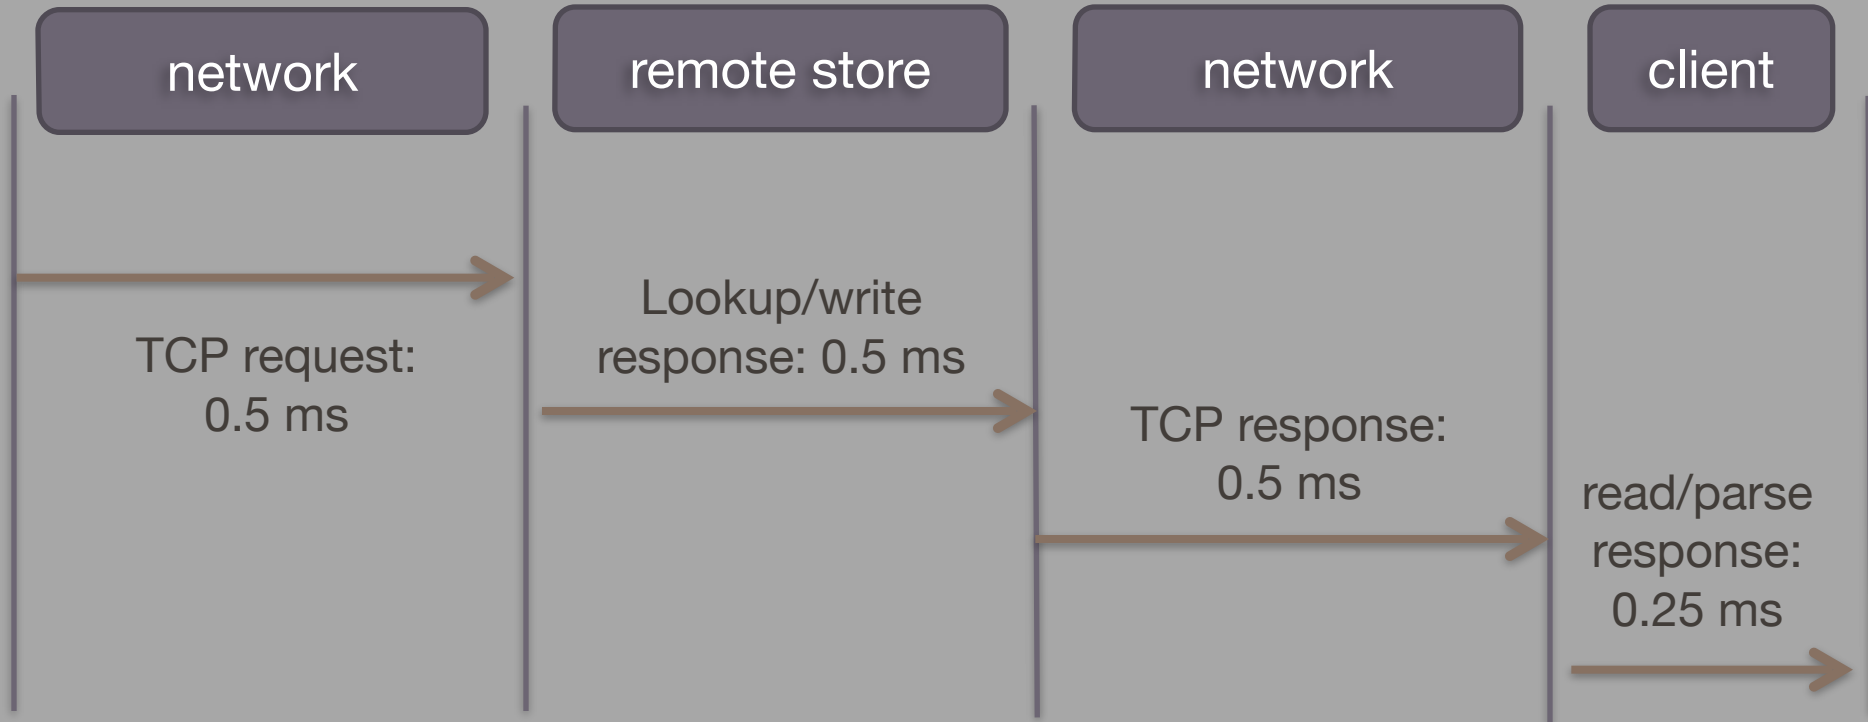 network
remote store
network
client
TCP request:
0.5 ms
Lookup/write
response: 0.5 ms
TCP response:
0.5 ms
read/parse
response:
0.25 ms